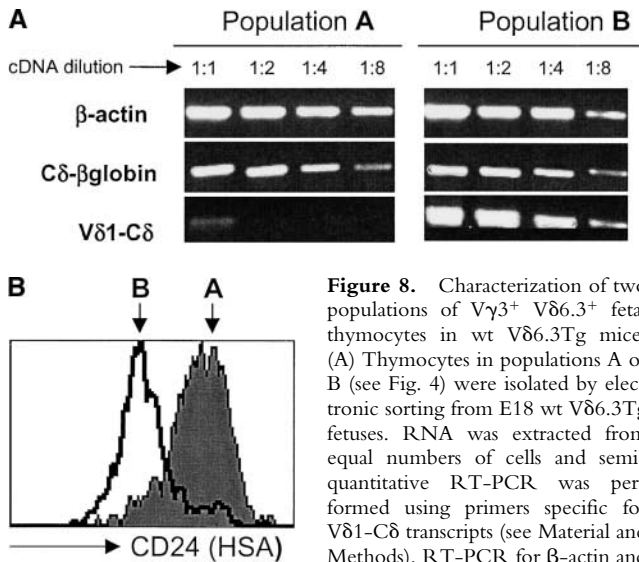 A
Population A
Population B
cDNA dilution
1:1 1:2 1:4 1:8
1:1 1:2 1:4 1:8
β-actin
Cδ-βglobin
Vδ1-Cδ
B
B
A
CD24 (HSA)
Figure 8. Characterization of two
populations of Vγ3+ Vδ6.3+ feta
thymocytes in wt Vδ6.3Tg mice
(A) Thymocytes in populations A o
B (see Fig. 4) were isolated by elec
tronic sorting from E18 wt Vδ6.3Tg
fetuses. RNA was extracted from
equal numbers of cells and semi
quantitative RT-PCR was per
formed using primers specific fo
Vδ1-Cδ transcripts (see Material and
Methods). RT-PCR for β-actin and